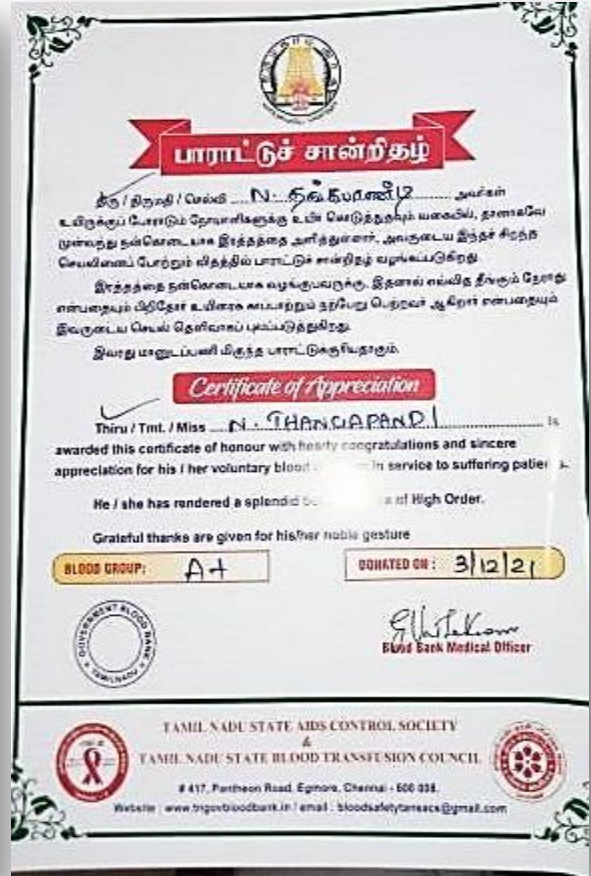 பாராட்டுச் சான்றிதழ்
திரு / திருமதி / செல்வி N. தங்கபாண்டி அவர்கள்
உயிருக்குப் போராடும் நோயாளிகளுக்கு உயிர் கொடுத்துதவும் வகையில், தானாகவே
முன்வந்து நன்கொடையாக இரத்தத்தை அளித்துள்ளார். அவருடைய இந்தச் சிறந்த
செயலினைப் போற்றும் விதத்தில் பாராட்டுச் சான்றிதழ் வழங்கப்படுகிறது.
இரத்தத்தை நன்கொடையாக வழங்குபவருக்கு, இதனால் எவ்வித தீங்கும் நேராது
என்பதையும் பிறிதோர் உயிரைக் காப்பாற்றும் நற்பேறு பெற்றவர் ஆகிறார் என்பதையும்
இவருடைய செயல் தெளிவாகப் புலப்படுத்துகிறது.
இவரது மானுடப்பணி மிகுந்த பாராட்டுக்குரியதாகும்.
Certificate of Appreciation
Thiru / Tmt. / Miss N. THANGAPANDI is
awarded this certificate of honour with hearty congratulations and sincere
appreciation for his / her voluntary blood in service to suffering patients.
He / she has rendered a splendid of High Order.
Grateful thanks are given for his/her noble gesture
BLOOD GROUP: A+ DONATED ON : 3/12/21
GOVERNMENT BLOOD BANK
TAMILNADU
Blood Bank Medical Officer
TAMIL NADU STATE AIDS CONTROL SOCIETY
&
TAMIL NADU STATE BLOOD TRANSFUSION COUNCIL
# 417, Pantheon Road, Egmore, Chennai - 600 008.
Website : www.tngovbloodbank.in / email : bloodsafetytansacs@gmail.com